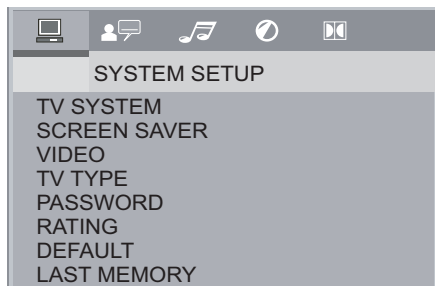 SYSTEM SETUP
TV SYSTEM
SCREEN SAVER
VIDEO
TV TYPE
PASSWORD
RATING
DEFAULT
LAST MEMORY